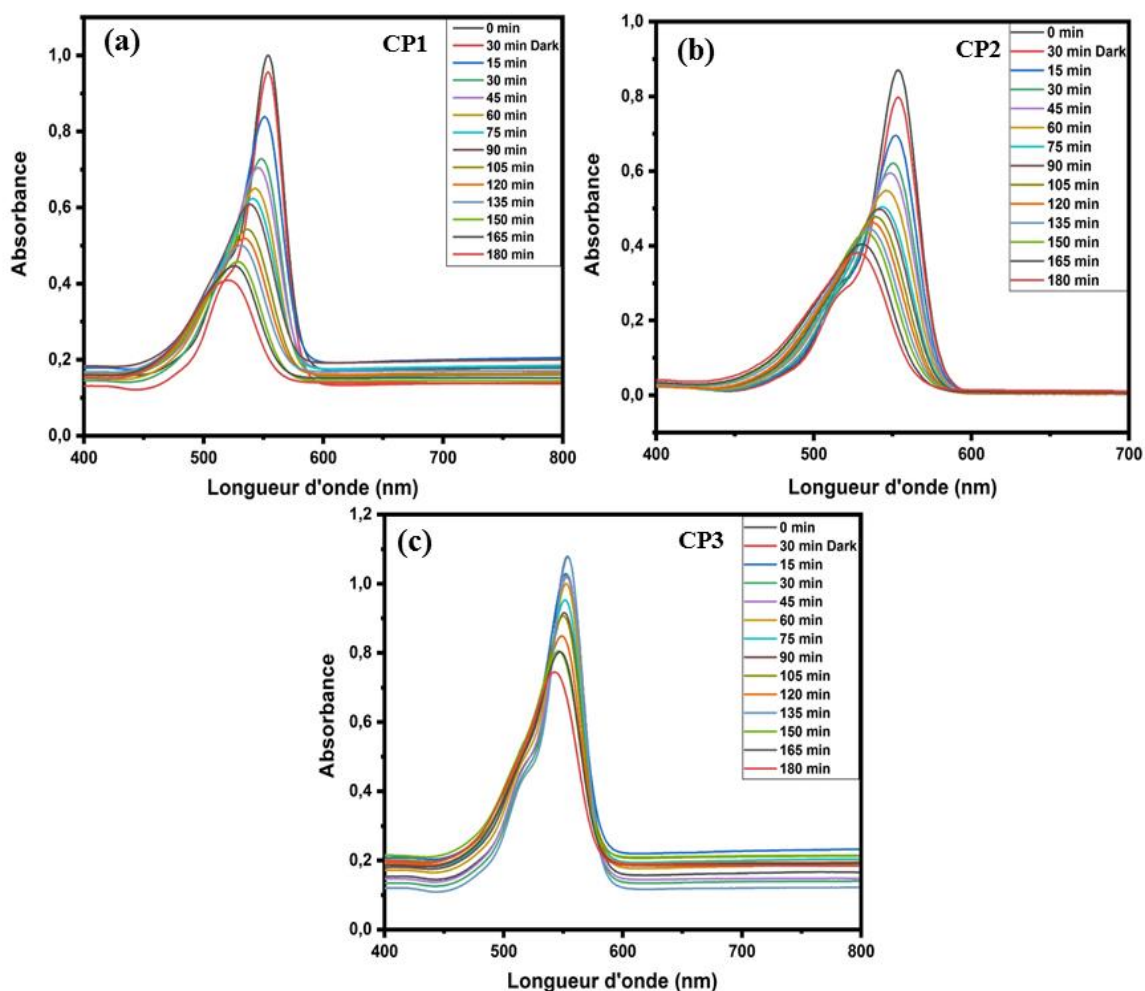 (a)
CP1
0 min
30 min Dark
15 min
30 min
45 min
60 min
75 min
90 min
105 min
120 min
135 min
150 min
165 min
180 min
1,0
0,8
0,6
0,4
0,2
0,0
Absorbance
400 500 600 700 800
Longueur d'onde (nm)
(b)
CP2
0 min
30 min Dark
15 min
30 min
45 min
60 min
75 min
90 min
105 min
120 min
135 min
150 min
165 min
180 min
1,0
0,8
0,6
0,4
0,2
0,0
Absorbance
400 500 600 700
Longueur d'onde (nm)
(c)
CP3
0 min
30 min Dark
15 min
30 min
45 min
60 min
75 min
90 min
105 min
120 min
135 min
150 min
165 min
180 min
1,2
1,0
0,8
0,6
0,4
0,2
0,0
Absorbance
400 500 600 700 800
Longueur d'onde (nm)